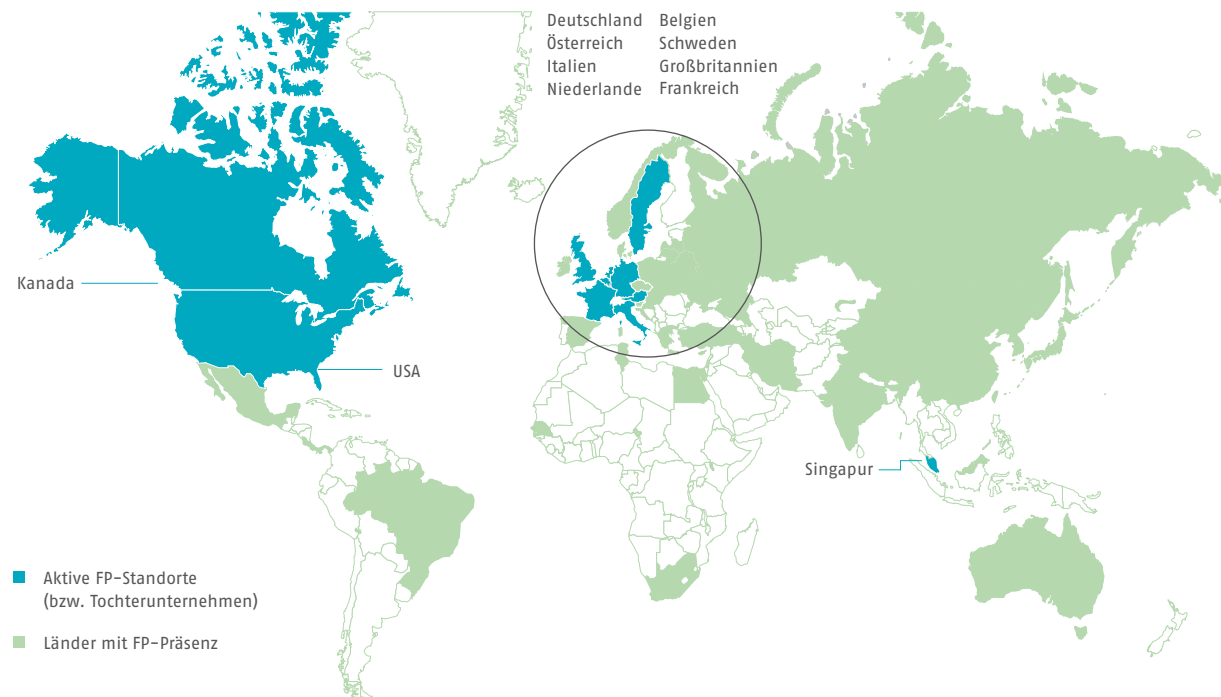 Deutschland
Österreich
Italien
Niederlande
Belgien
Schweden
Großbritannien
Frankreich
Kanada
USA
Singapur
Aktive FP-Standorte
(bzw. Tochterunternehmen)
Länder mit FP-Präsenz